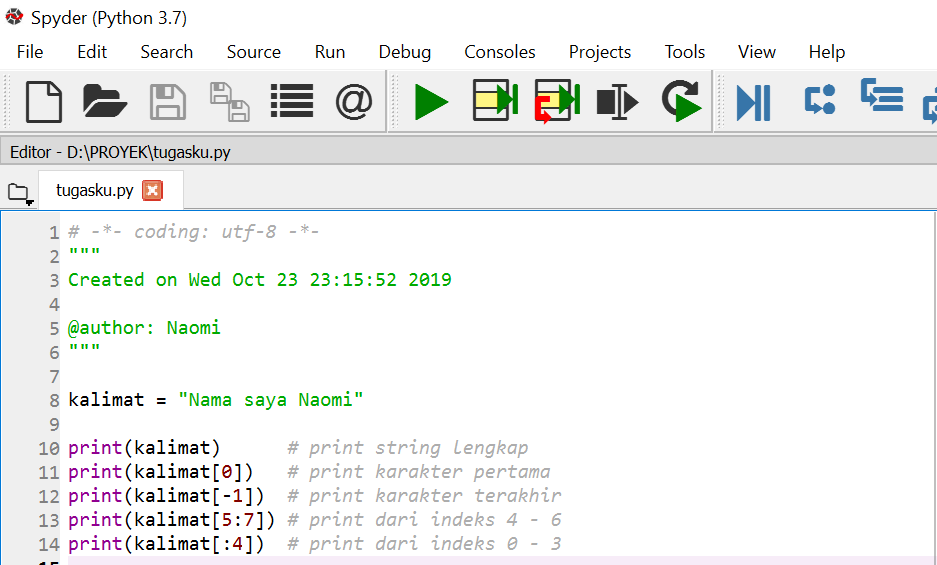 Spyder (Python 3.7)
File Edit Search Source Run Debug Consoles Projects Tools View Help
@
Editor - D:\PROYEK\tugasku.py
tugasku.py
1 # -*- coding: utf-8 -*-
2 """
3 Created on Wed Oct 23 23:15:52 2019
4
5 @author: Naomi
6 """
7
8 kalimat = "Nama saya Naomi"
9
10 print(kalimat)      # print string lengkap
11 print(kalimat[0])   # print karakter pertama
12 print(kalimat[-1])  # print karakter terakhir
13 print(kalimat[5:7]) # print dari indeks 4 - 6
14 print(kalimat[:4])  # print dari indeks 0 - 3